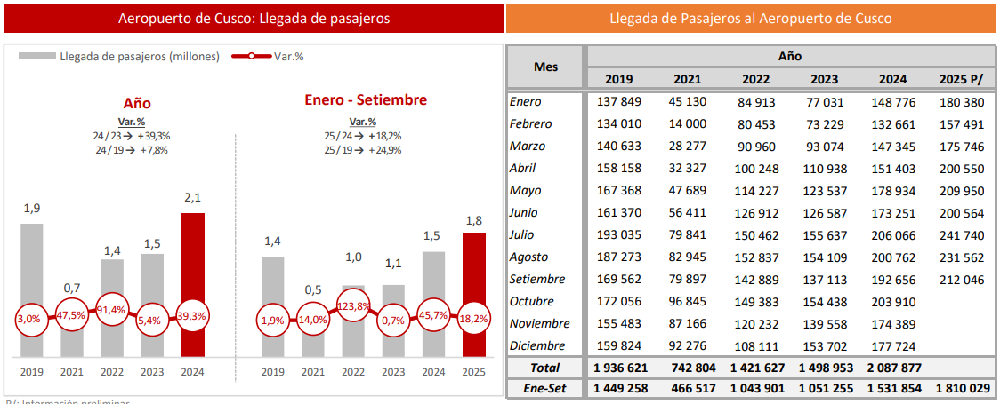 Aeropuerto de Cusco: Llegada de pasajeros
Llegada de pasajeros (millones) Var.%
Año
Var.%
24/23 → +39,3%
24/19 → +7,8%
Enero - Setiembre
Var.%
25/24 → +18,2%
25/19 → +24,9%
1,9 0,7 1,4 1,5 2,1
3,0% 47,5% 91,4% 5,4% 39,3%
2019 2021 2022 2023 2024
1,4 0,5 1,0 1,1 1,5 1,8
1,9% 14,0% 123,8% 0,7% 45,7% 18,2%
2019 2021 2022 2023 2024 2025
P/: Información preliminar
Llegada de Pasajeros al Aeropuerto de Cusco
Mes Año
2019 2021 2022 2023 2024 2025 P/
Enero 137 849 45 130 84 913 77 031 148 776 180 380
Febrero 134 010 14 000 80 453 73 229 132 661 157 491
Marzo 140 633 28 277 90 960 93 074 147 345 175 746
Abril 158 158 32 327 100 248 110 938 151 403 200 550
Mayo 167 368 47 689 114 227 123 537 178 934 209 950
Junio 161 370 56 411 126 912 126 587 173 251 200 564
Julio 193 035 79 841 150 462 155 637 206 066 241 740
Agosto 187 273 82 945 152 837 154 109 200 762 231 562
Setiembre 169 562 79 897 142 889 137 113 192 656 212 046
Octubre 172 056 96 845 149 383 154 438 203 910
Noviembre 155 483 87 166 120 232 139 558 174 389
Diciembre 159 824 92 276 108 111 153 702 177 724
Total 1 936 621 742 804 1 421 627 1 498 953 2 087 877
Ene-Set 1 449 258 466 517 1 043 901 1 051 255 1 531 854 1 810 029